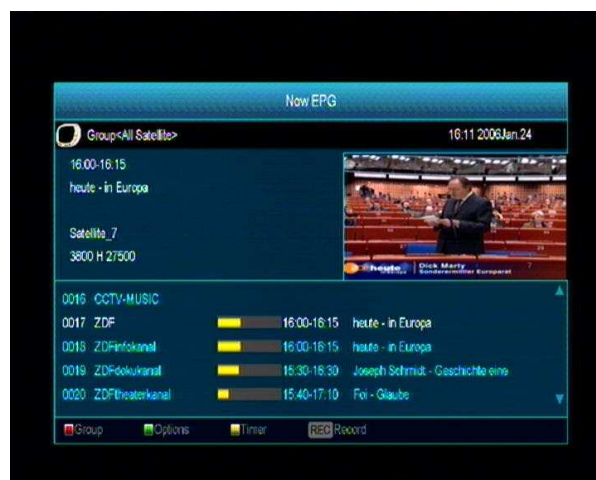 Now EPG
Group<All Satellite>
16:11 2006Jan.24
16:00-16:15
heute - in Europa
Satellite_7
3800 H 27500
heute
Dick Marty
Sonderermittler Europarat
0016 CCTV-MUSIC
0017 ZDF 16:00-16:15 heute - in Europa
0018 ZDFinfokanal 16:00-16:15 heute - in Europa
0019 ZDFdokukanal 15:30-16:30 Joseph Schmidt - Geschichte eine
0020 ZDFtheaterkanal 15:40-17:10 Foi - Glaube
Group Options Timer REC Record